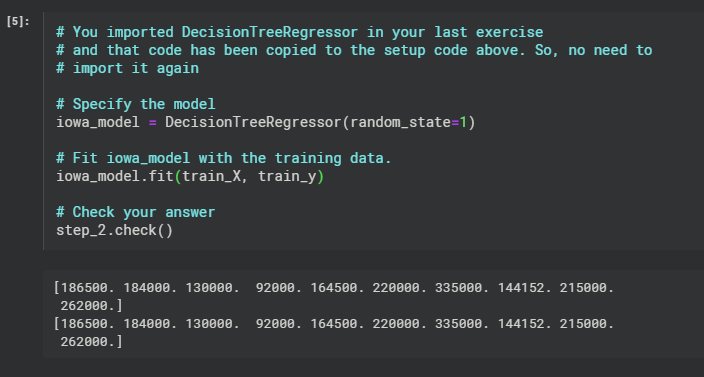 [5]:
# You imported DecisionTreeRegressor in your last exercise
# and that code has been copied to the setup code above. So, no need to
# import it again
# Specify the model
iowa_model = DecisionTreeRegressor(random_state=1)
# Fit iowa_model with the training data.
iowa_model.fit(train_X, train_y)
# Check your answer
step_2.check()
[186500. 184000. 130000.  92000. 164500. 220000. 335000. 144152. 215000.
 262000.]
[186500. 184000. 130000.  92000. 164500. 220000. 335000. 144152. 215000.
 262000.]